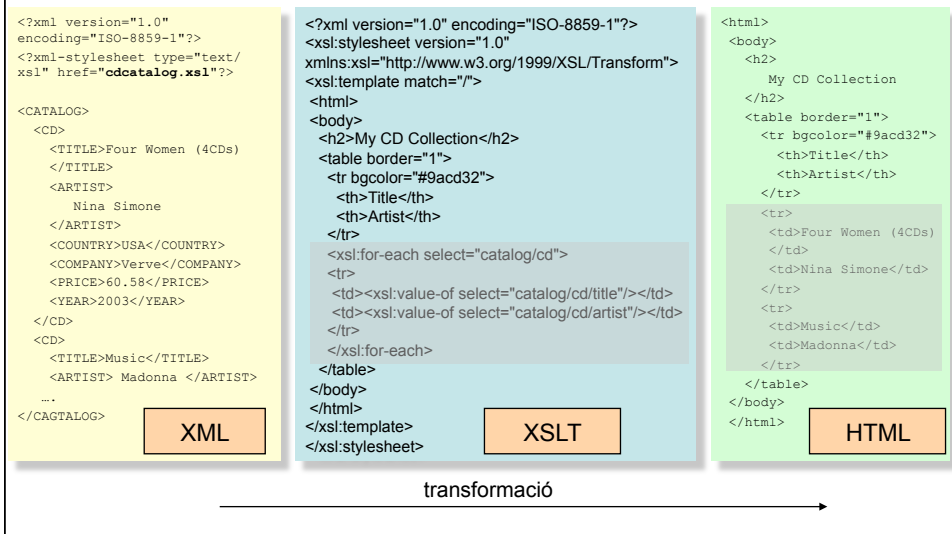 <?xml version="1.0"
encoding="ISO-8859-1"?>
<?xml-stylesheet type="text/
xsl" href="cdcatalog.xsl"?>
<CATALOG>
<CD>
<TITLE>Four Women (4CDs)
</TITLE>
<ARTIST>
Nina Simone
</ARTIST>
<COUNTRY>USA</COUNTRY>
<COMPANY>Verve</COMPANY>
<PRICE>60.58</PRICE>
<YEAR>2003</YEAR>
</CD>
<CD>
<TITLE>Music</TITLE>
<ARTIST> Madonna </ARTIST>
….
</CAGTALOG>
XML
<?xml version="1.0" encoding="ISO-8859-1"?>
<xsl:stylesheet version="1.0"
xmlns:xsl="http://www.w3.org/1999/XSL/Transform">
<xsl:template match="/">
<html>
<body>
<h2>My CD Collection</h2>
<table border="1">
<tr bgcolor="#9acd32">
<th>Title</th>
<th>Artist</th>
</tr>
<xsl:for-each select="catalog/cd">
<tr>
<td><xsl:value-of select="catalog/cd/title"/></td>
<td><xsl:value-of select="catalog/cd/artist"/></td>
</tr>
</xsl:for-each>
</table>
</body>
</html>
</xsl:template>
</xsl:stylesheet>
XSLT
<html>
<body>
<h2>
My CD Collection
</h2>
<table border="1">
<tr bgcolor="#9acd32">
<th>Title</th>
<th>Artist</th>
</tr>
<tr>
<td>Four Women (4CDs)
</td>
<td>Nina Simone</td>
</tr>
<tr>
<td>Music</td>
<td>Madonna</td>
</tr>
</table>
</body>
</html>
HTML
transformació